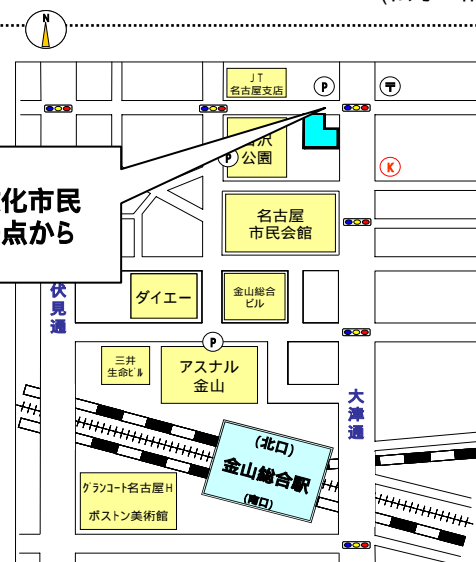 N
JT
名古屋支店
P
〒
P
公園
K
化市民
点から
名古屋
市民会館
伏見通
ダイエー
金山総合
ビル
P
三井
生命ビル
アスナル
金山
大津通
(北口)
金山総合駅
(南口)
グランコート名古屋H
ボストン美術館